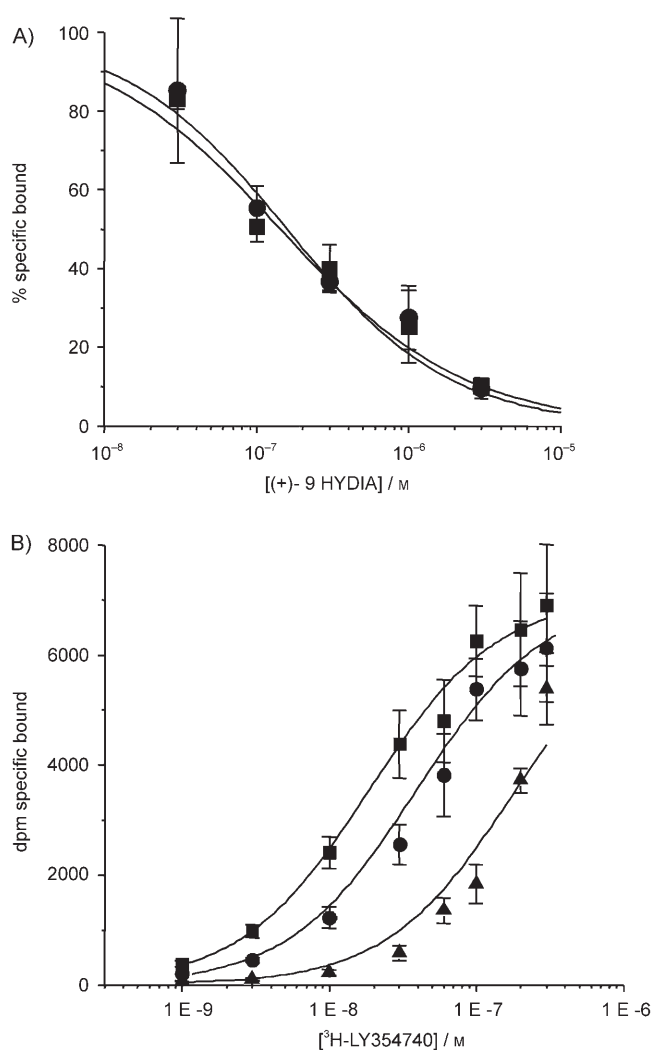 A)
100
80
60
40
20
0
% specific bound
10⁻⁸ 10⁻⁷ 10⁻⁶ 10⁻⁵
[(+)- 9 HYDIA] / M
B)
8000
6000
4000
2000
0
dpm specific bound
1 E -9 1 E -8 1 E -7 1 E -6
[³H-LY354740] / M